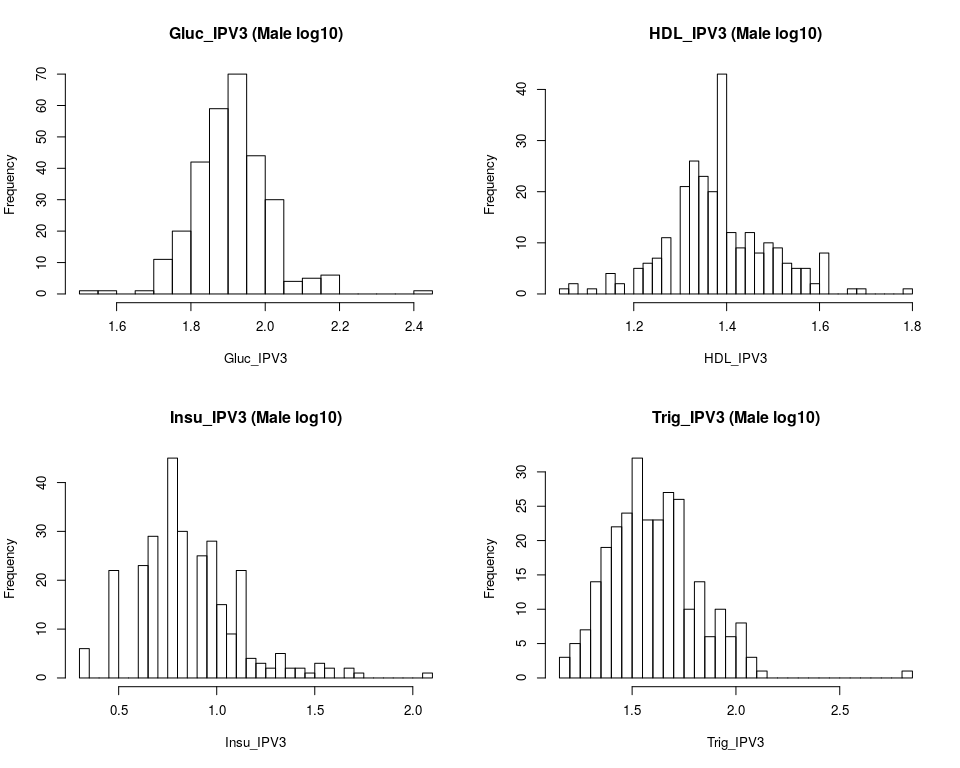 Gluc_IPV3 (Male log10)
Frequency
0 10 20 30 40 50 60 70
1.6 1.8 2.0 2.2 2.4
Gluc_IPV3
HDL_IPV3 (Male log10)
Frequency
0 10 20 30 40
1.2 1.4 1.6 1.8
HDL_IPV3
Insu_IPV3 (Male log10)
Frequency
0 10 20 30 40
0.5 1.0 1.5 2.0
Insu_IPV3
Trig_IPV3 (Male log10)
Frequency
0 5 10 15 20 25 30
1.5 2.0 2.5
Trig_IPV3